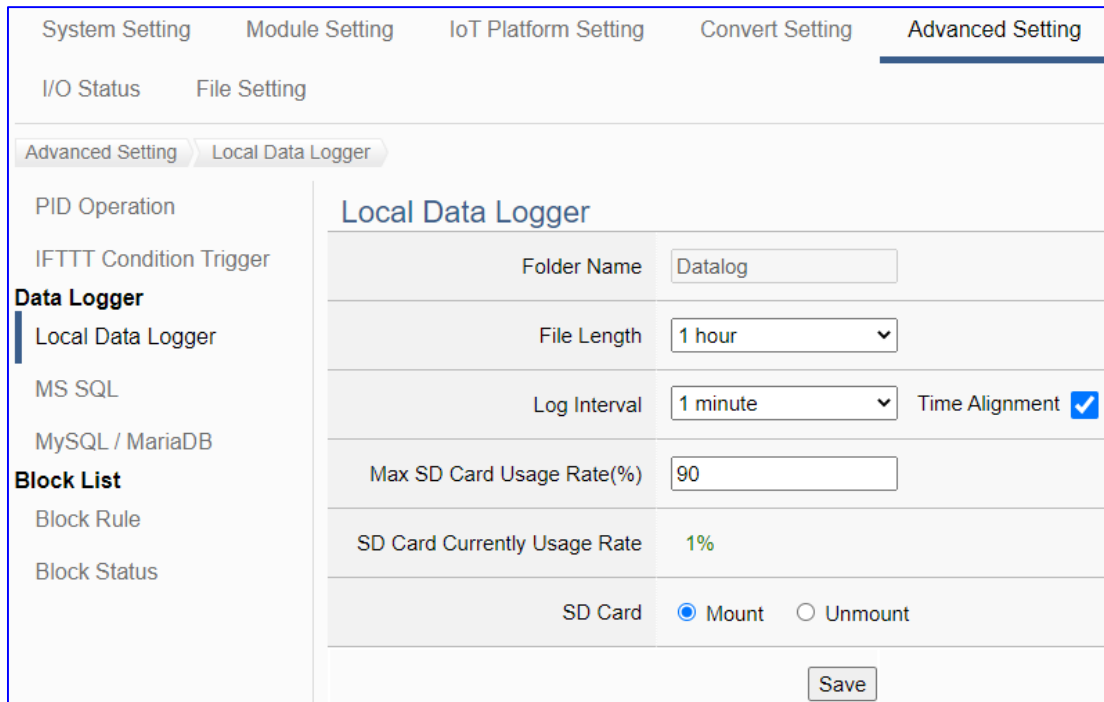 System Setting Module Setting IoT Platform Setting Convert Setting Advanced Setting
I/O Status File Setting
Advanced Setting Local Data Logger
PID Operation
IFTTT Condition Trigger
Data Logger
Local Data Logger
MS SQL
MySQL / MariaDB
Block List
Block Rule
Block Status
Local Data Logger
Folder Name Datalog
File Length 1 hour
Log Interval 1 minute Time Alignment
Max SD Card Usage Rate(%) 90
SD Card Currently Usage Rate 1%
SD Card Mount Unmount
Save